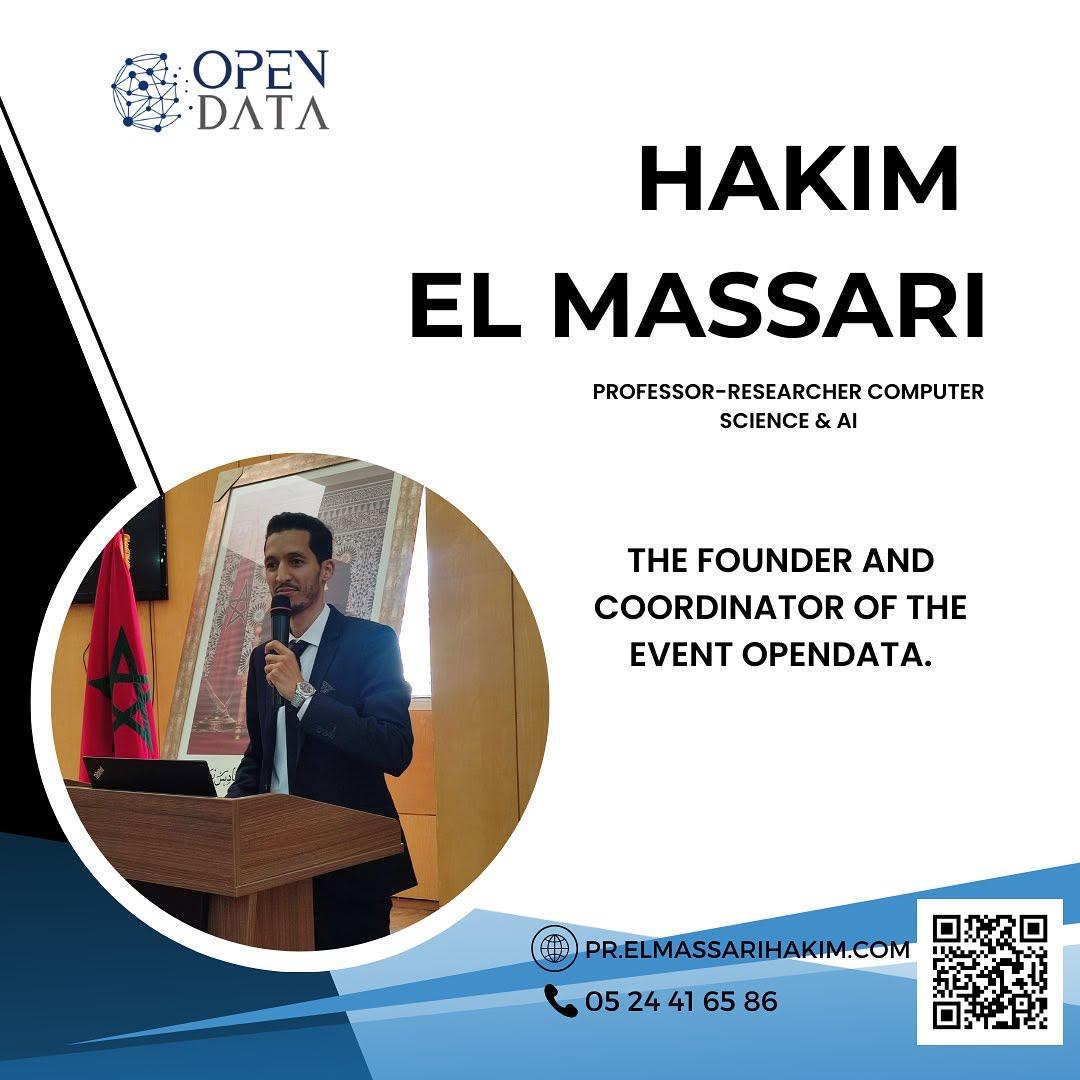 OPEN
DATA
HAKIM
EL MASSARI
PROFESSOR-RESEARCHER COMPUTER
SCIENCE & AI
THE FOUNDER AND
COORDINATOR OF THE
EVENT OPENDATA.
PR.ELMASSARIHAKIM.COM
05 24 41 65 86